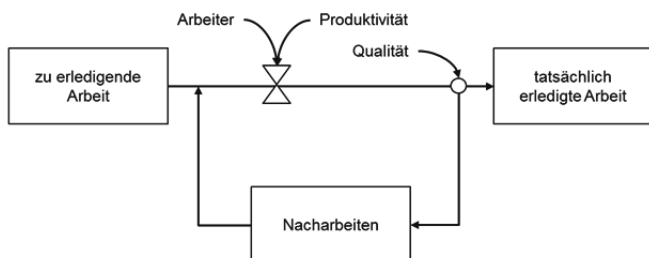 Arbeiter
Produktivität
Qualität
zu erledigende
Arbeit
tatsächlich
erledigte Arbeit
Nacharbeiten